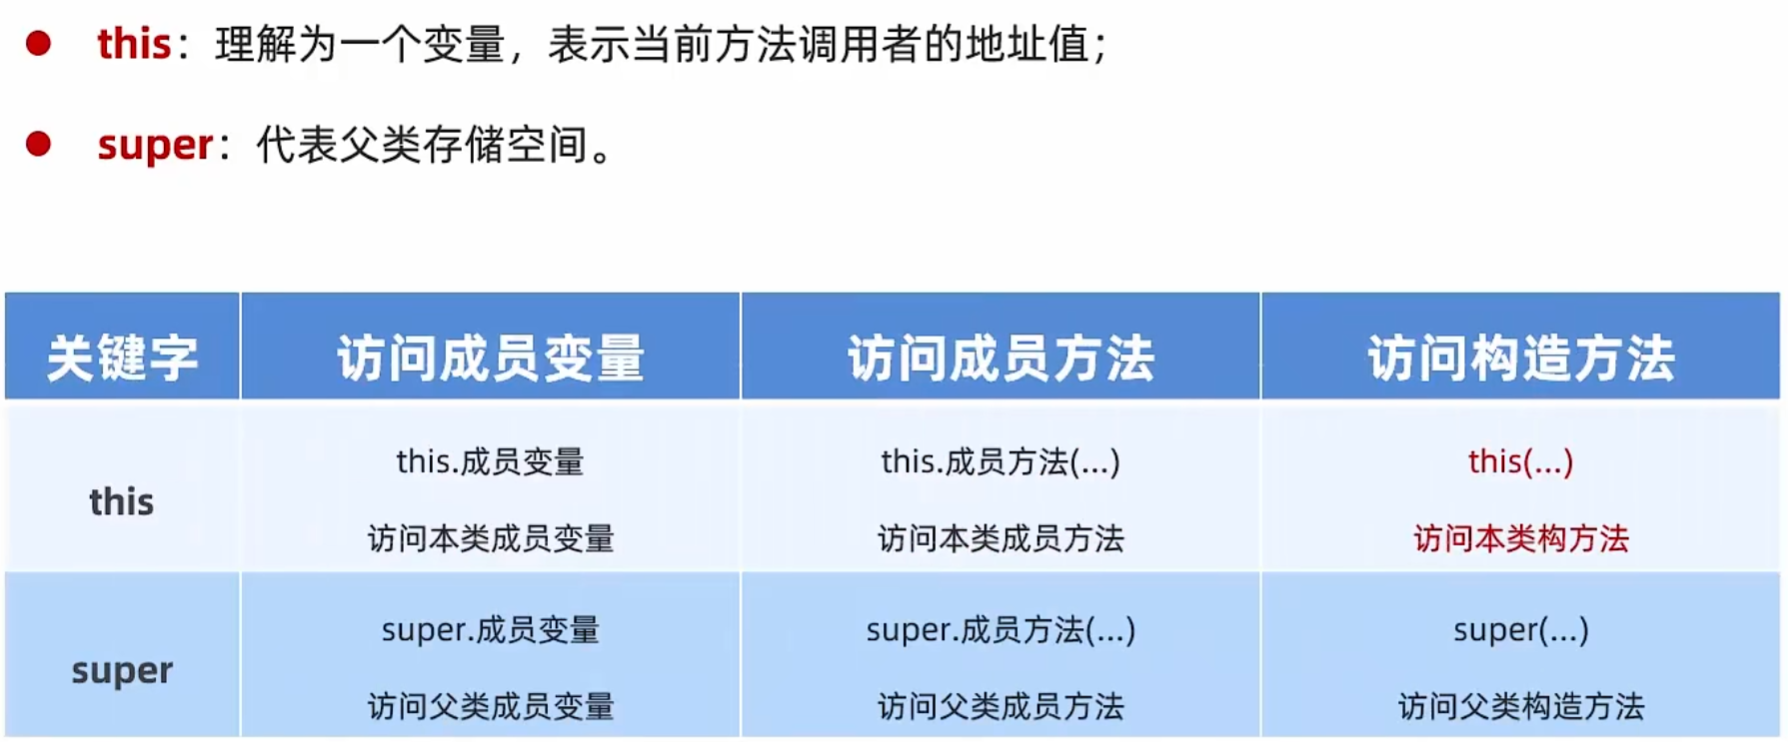 this：理解为一个变量，表示当前方法调用者的地址值；
super：代表父类存储空间。
关键字 访问成员变量 访问成员方法 访问构造方法
this
this.成员变量 this.成员方法(...) this(...)
访问本类成员变量 访问本类成员方法 访问本类构方法
super
super.成员变量 super.成员方法(...) super(...)
访问父类成员变量 访问父类成员方法 访问父类构造方法